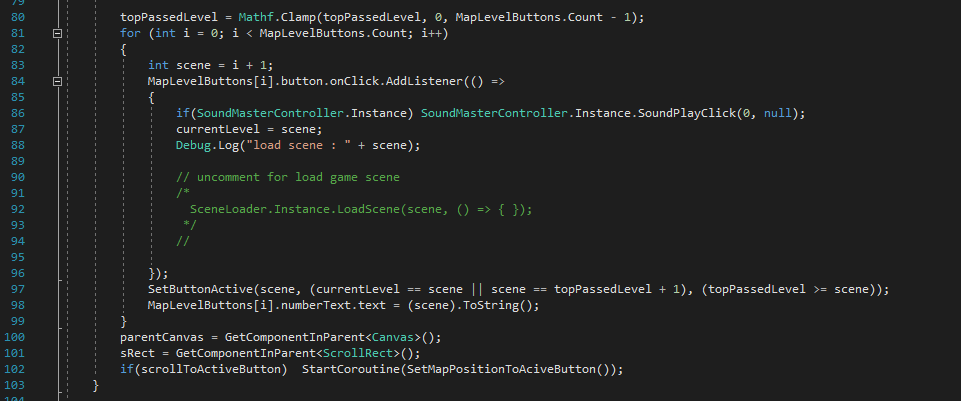 80 topPassedLevel = Mathf.Clamp(topPassedLevel, 0, MapLevelButtons.Count - 1);
81 for (int i = 0; i < MapLevelButtons.Count; i++)
82 {
83 int scene = i + 1;
84 MapLevelButtons[i].button.onClick.AddListener(() =>
85 {
86 if(SoundMasterController.Instance) SoundMasterController.Instance.SoundPlayClick(0, null);
87 currentLevel = scene;
88 Debug.Log("load scene : " + scene);
89
90 // uncomment for load game scene
91 /*
92 SceneLoader.Instance.LoadScene(scene, () => { });
93 */
94 //
95
96 });
97 SetButtonActive(scene, (currentLevel == scene || scene == topPassedLevel + 1), (topPassedLevel >= scene));
98 MapLevelButtons[i].numberText.text = (scene).ToString();
99 }
100 parentCanvas = GetComponentInParent<Canvas>();
101 sRect = GetComponentInParent<ScrollRect>();
102 if(scrollToActiveButton) StartCoroutine(SetMapPositionToAciveButton());
103 }